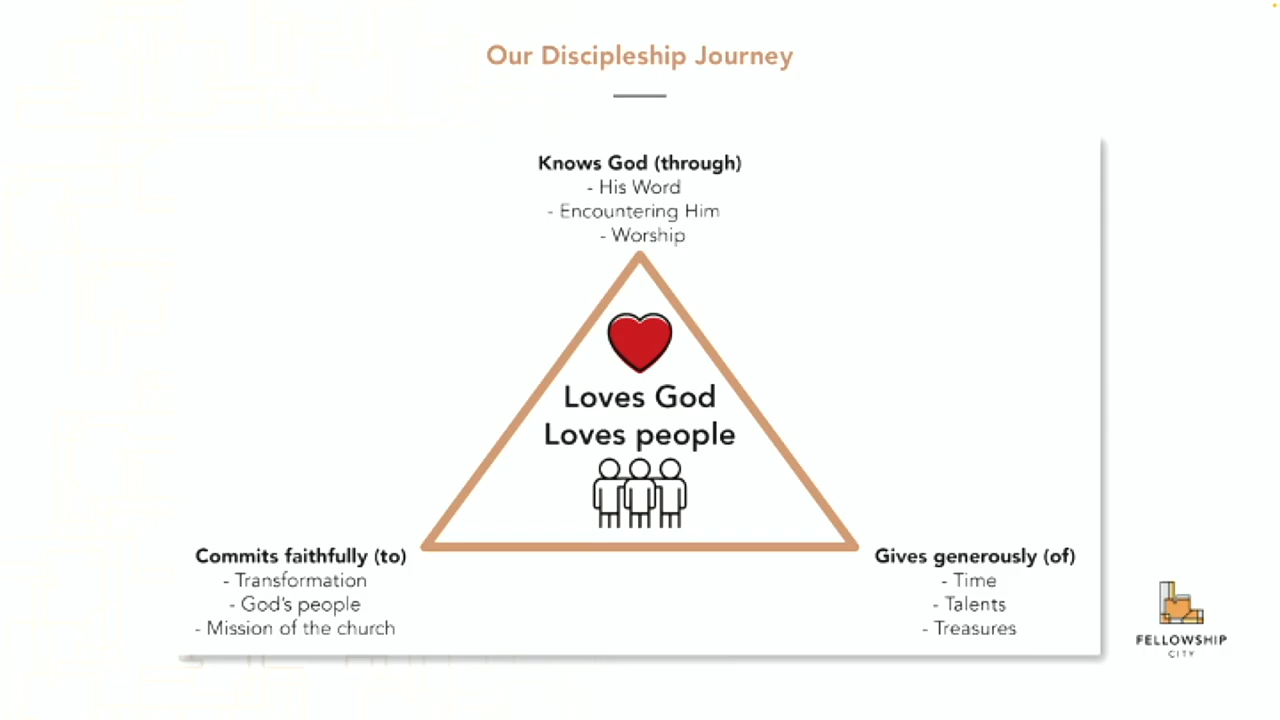 Our Discipleship Journey
Knows God (through)
- His Word
- Encountering Him
- Worship
Loves God
Loves people
Commits faithfully (to)
- Transformation
- God's people
- Mission of the church
Gives generously (of)
- Time
- Talents
- Treasures
FELLOWSHIP
CITY